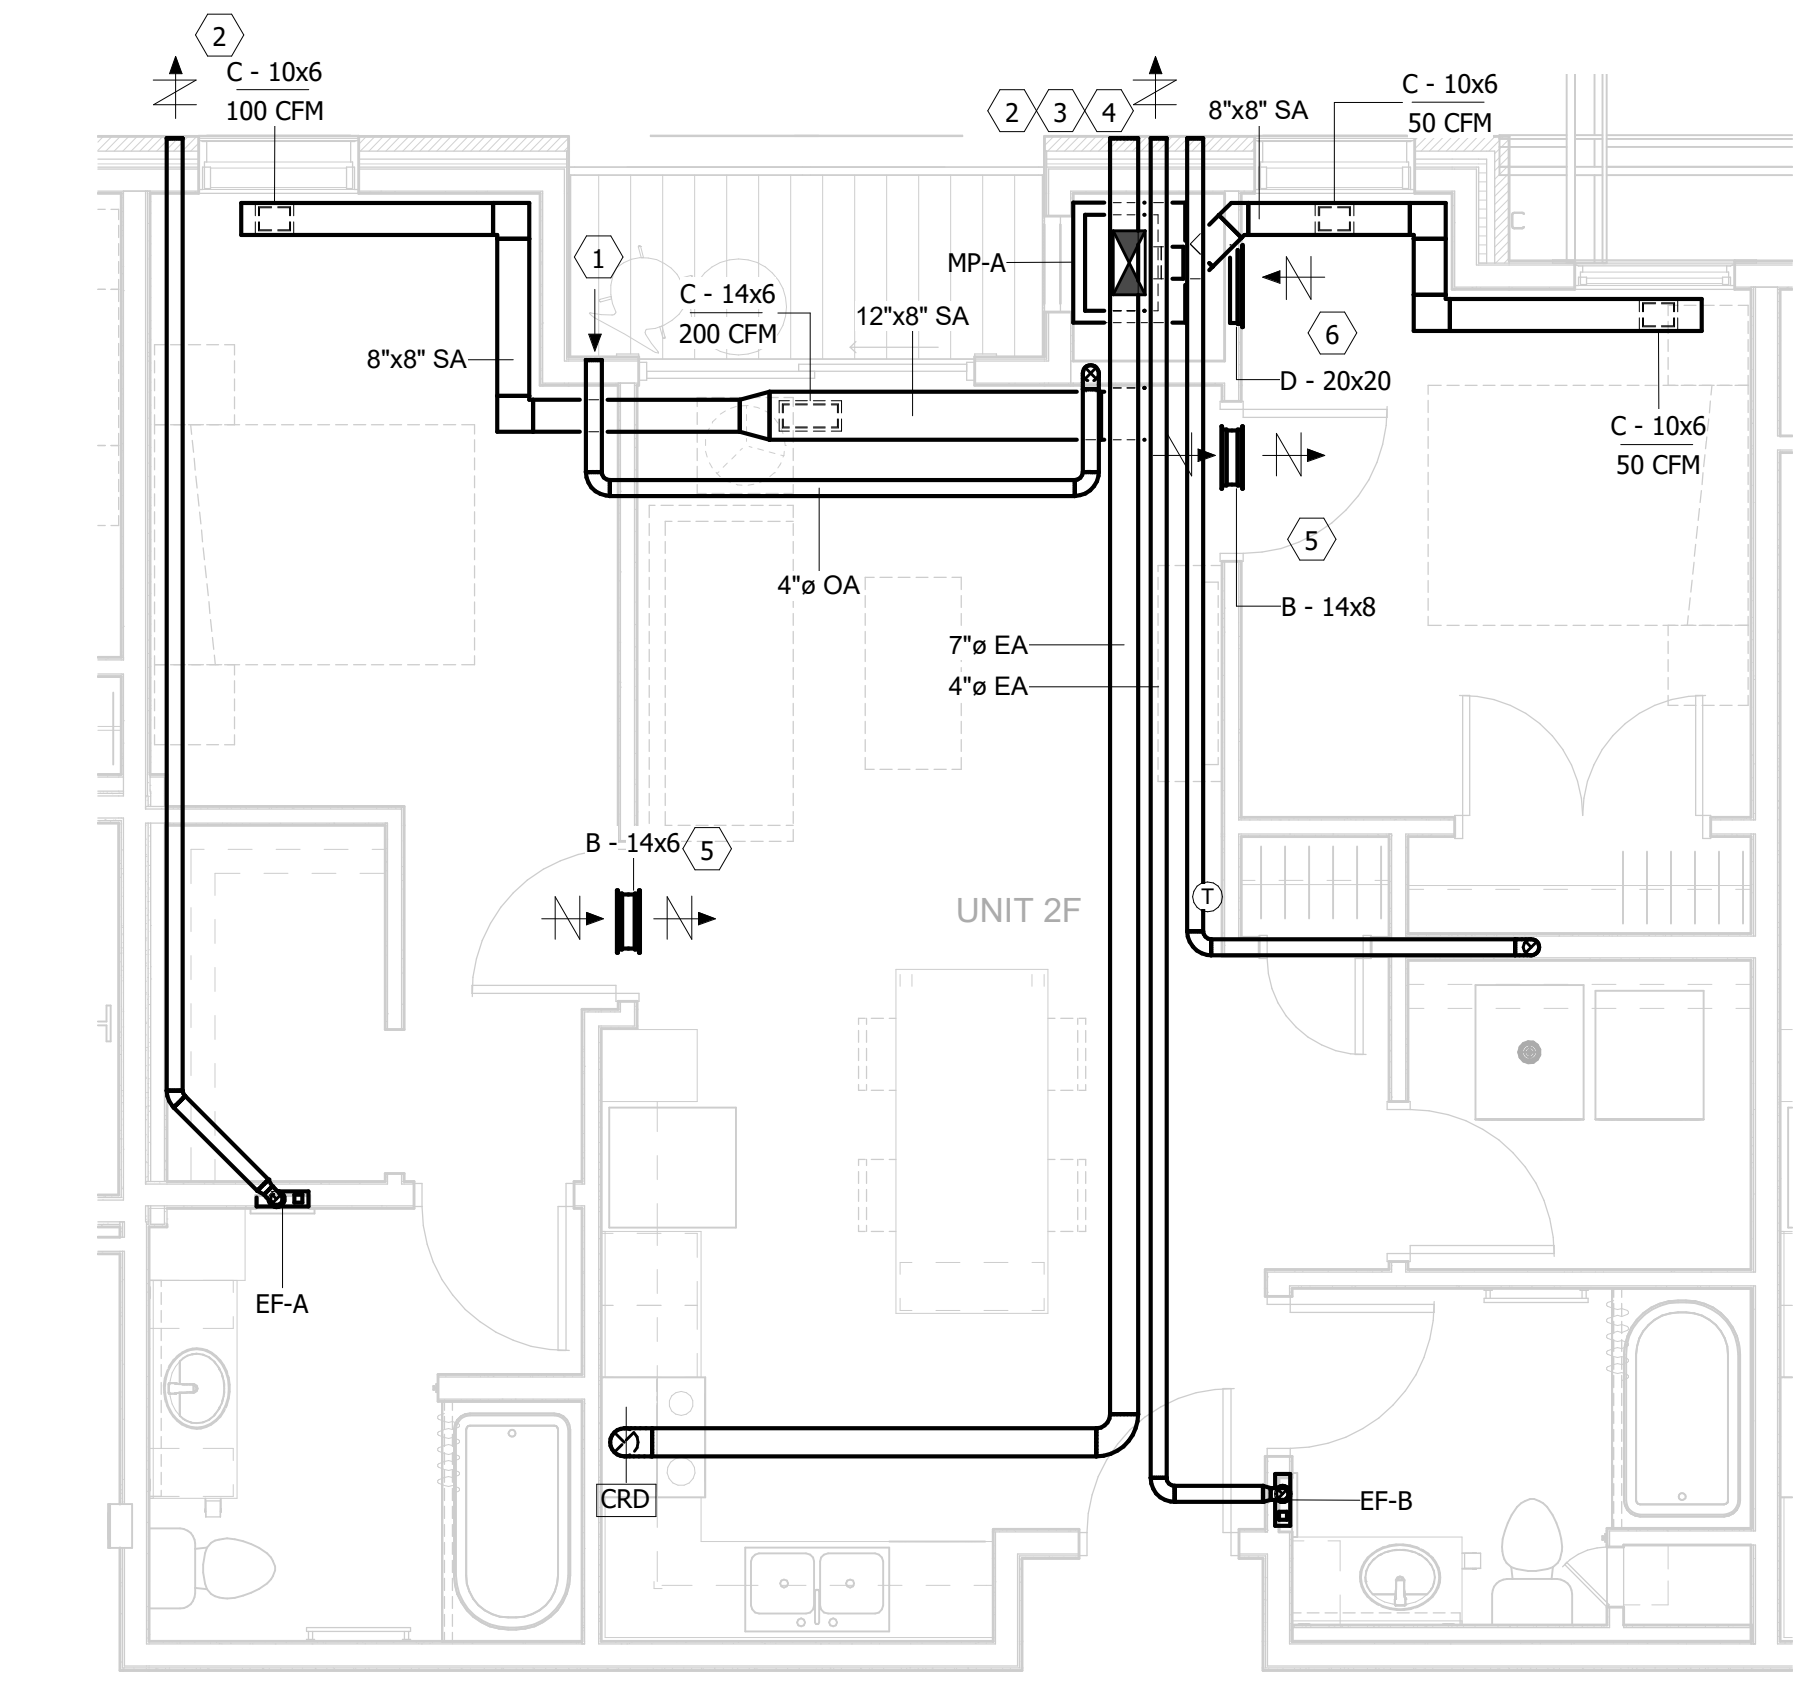 2
C - 10x6
100 CFM
2 3 4
8"x8" SA
C - 10x6
50 CFM
1
MP-A
C - 14x6
200 CFM
12"x8" SA
8"x8" SA
6
D - 20x20
C - 10x6
50 CFM
5
4"ø OA
B - 14x8
7"ø EA
4"ø EA
B - 14x6
5
T
UNIT 2F
EF-A
CRD
EF-B